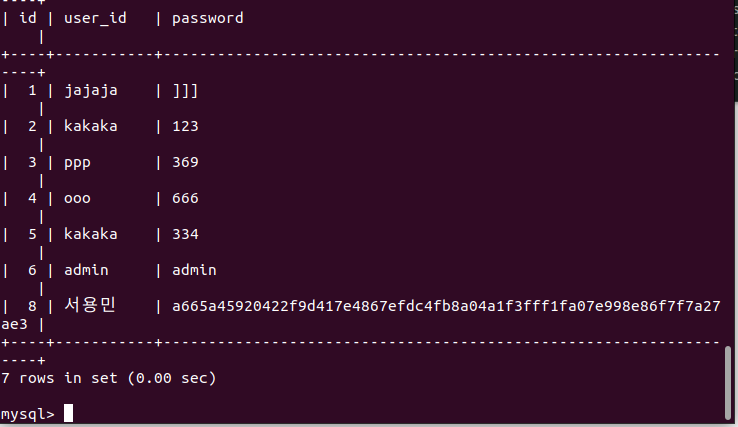 ----+
| id | user_id   | password
    |
+----+-----------+--------------------------------------------------------------
----+
|  1 | jajaja    | ]]]
    |
|  2 | kakaka    | 123
    |
|  3 | ppp       | 369
    |
|  4 | ooo       | 666
    |
|  5 | kakaka    | 334
    |
|  6 | admin     | admin
    |
|  8 | 서용민    | a665a45920422f9d417e4867efdc4fb8a04a1f3fff1fa07e998e86f7f7a27
ae3 |
+----+-----------+--------------------------------------------------------------
----+
7 rows in set (0.00 sec)
mysql>